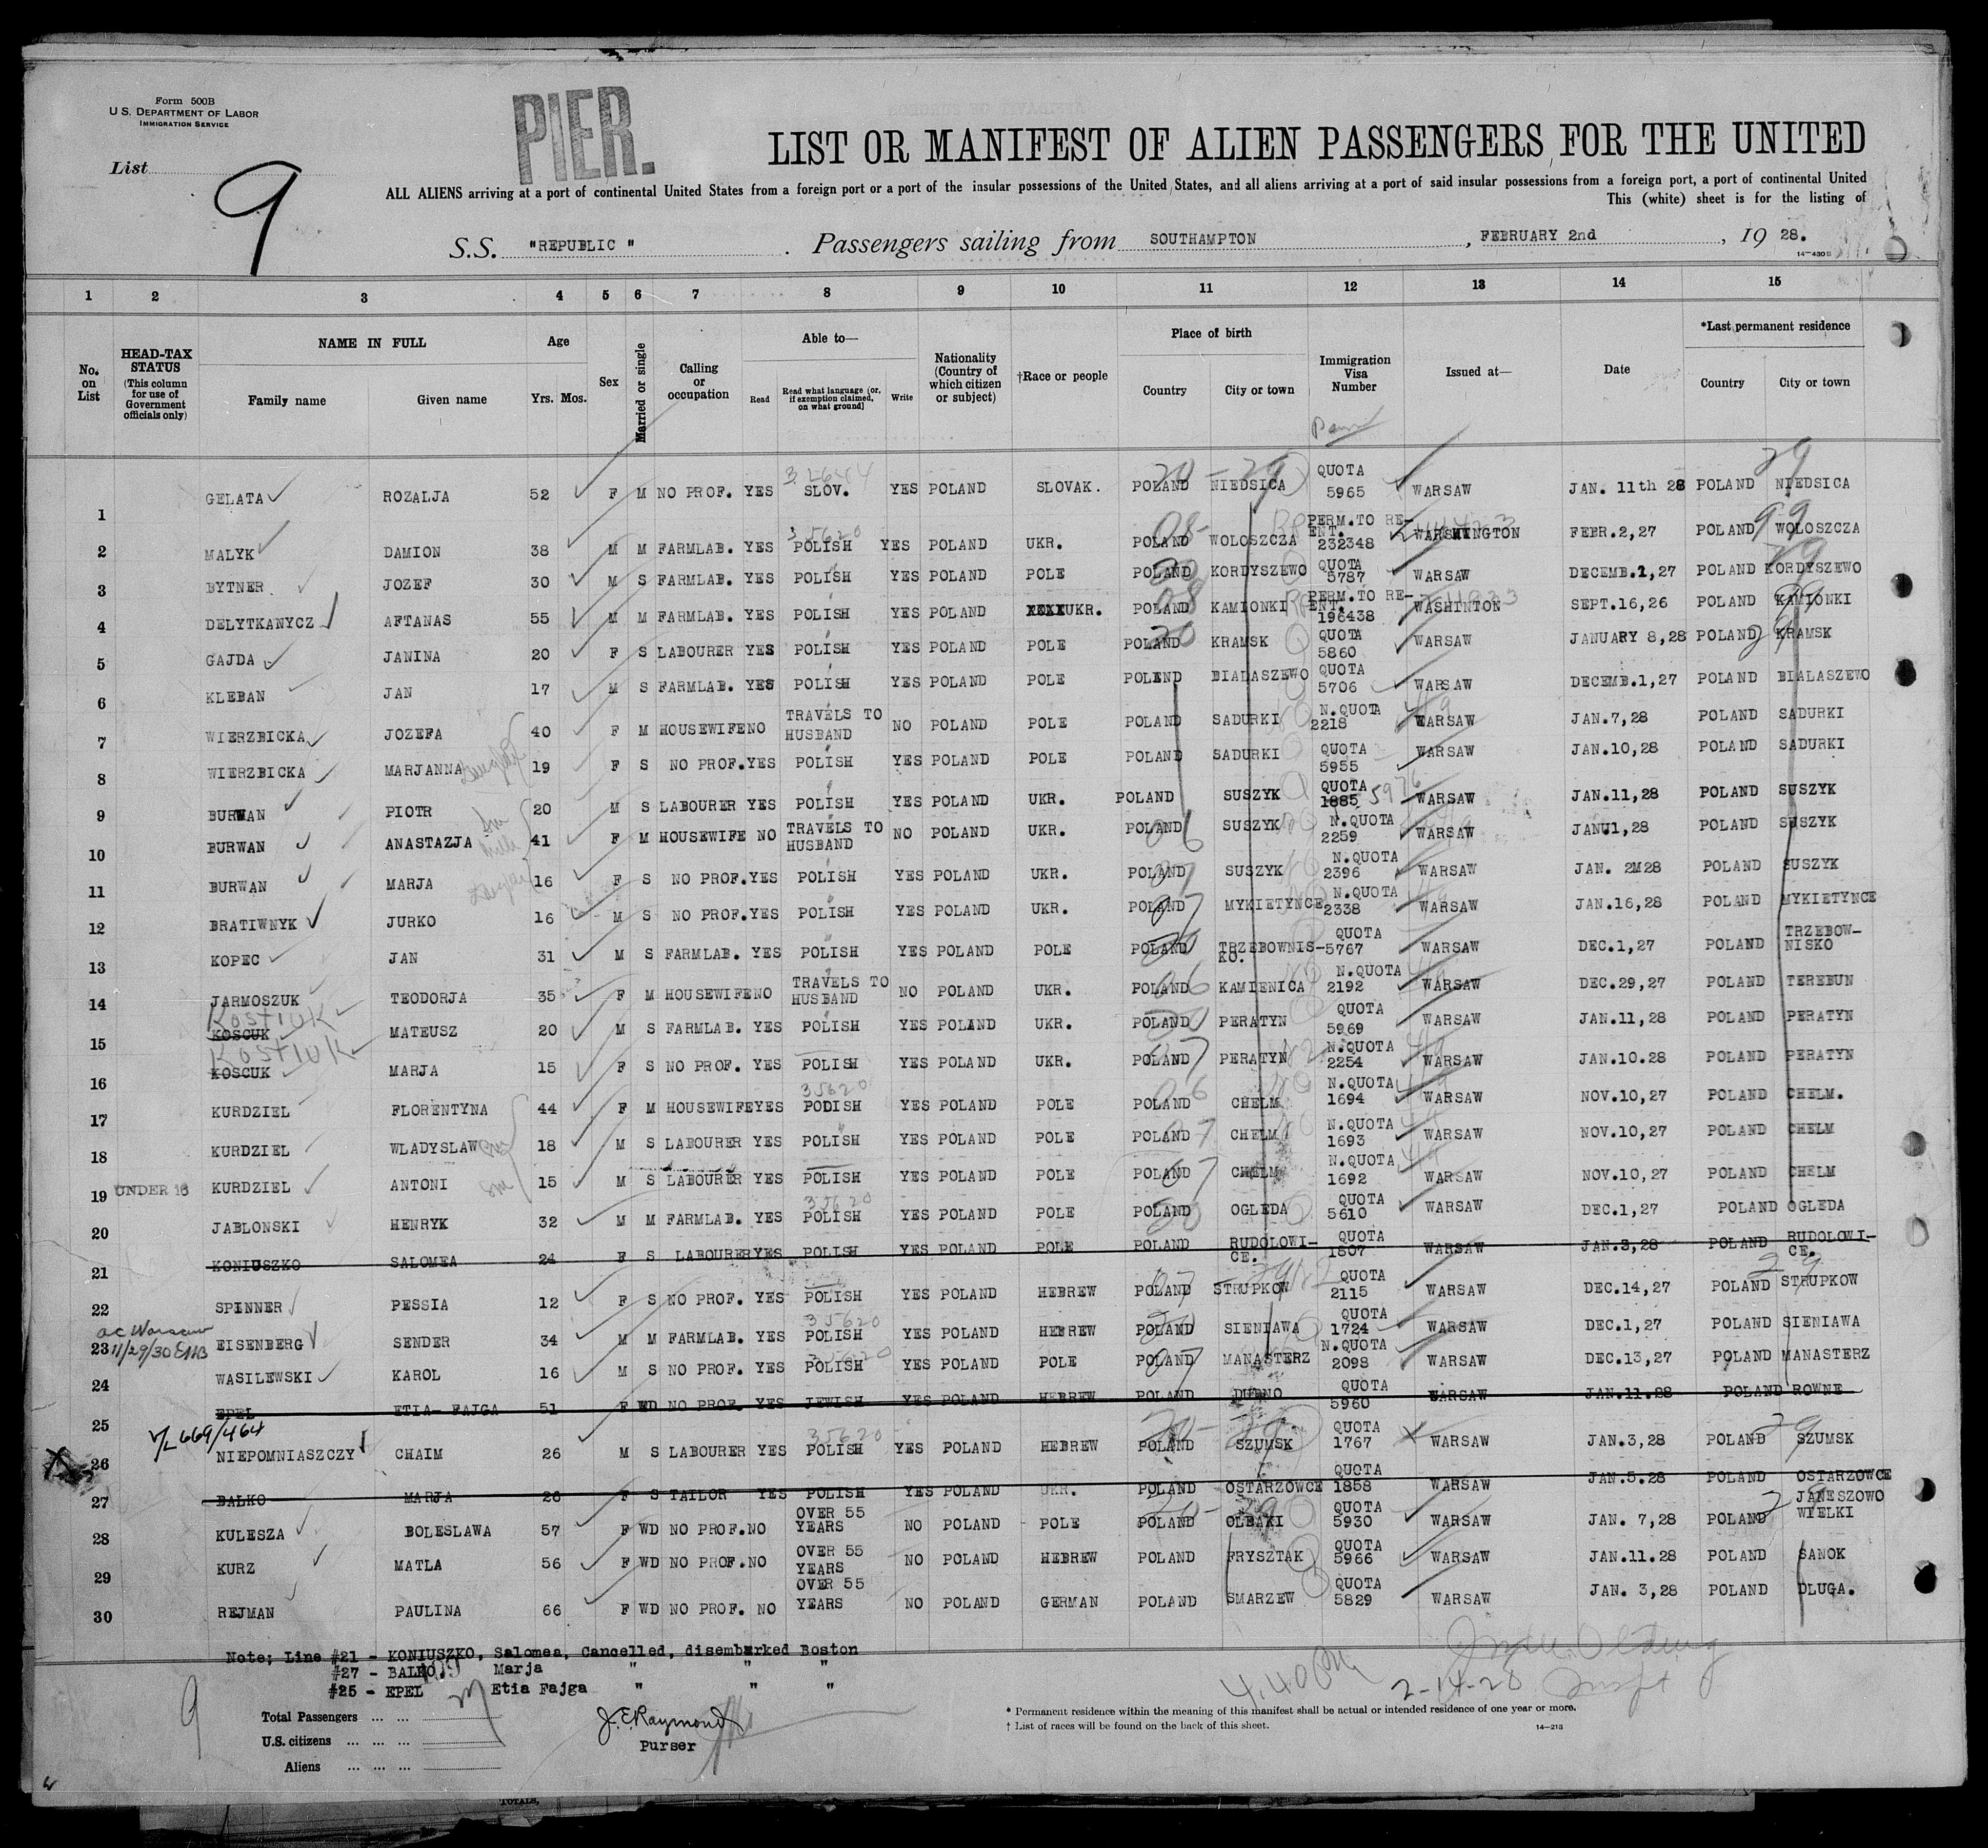 Form 500B
U. S. DEPARTMENT OF LABOR
IMMIGRATION SERVICE
PIER.
List 9
LIST OR MANIFEST OF ALIEN PASSENGERS FOR THE UNITED
ALL ALIENS arriving at a port of continental United States from a foreign port or a port of the insular possessions of the United States, and all aliens arriving at a port of said insular possessions from a foreign port, a port of continental United
This (white) sheet is for the listing of
S.S. "REPUBLIC" . Passengers sailing from SOUTHAMPTON , FEBRUARY 2nd , 19 28.
14—430B
1 2 3 4 5 6 7 8 9 10 11 12 13 14 15
No. on List
HEAD-TAX STATUS (This column for use of Government officials only)
NAME IN FULL Family name Given name
Age Yrs. Mos.
Sex
Married or single
Calling or occupation
Able to— Read Read what language (or, if exemption claimed, on what ground) Write
Nationality (Country of which citizen or subject)
†Race or people
Place of birth Country City or town
Immigration Visa Number
Issued at—
Date
*Last permanent residence Country City or town
1 GELATA ROZALJA 52 F M NO PROF. YES SLOV. YES POLAND SLOVAK. POLAND NIEDSICA QUOTA 5965 WARSAW JAN. 11th 28 POLAND NIEDSICA
2 MALYK DAMION 38 M M FARMLAB. YES POLISH YES POLAND UKR. POLAND WOLOSZCZA PERM.TO RE-ENT. 232348 WASHINGTON FEBR.2,27 POLAND WOLOSZCZA
3 BYTNER JOZEF 30 M S FARMLAB. YES POLISH YES POLAND POLE POLAND KORDYSZEWO QUOTA 5787 WARSAW DECEMB.1,27 POLAND KORDYSZEWO
4 DELYTKANYCZ AFTANAS 55 M M FARMLAB. YES POLISH YES POLAND UKR. POLAND KAMIONKI PERM.TO RE-ENT. 196438 WASHINTON SEPT.16,26 POLAND KAMIONKI
5 GAJDA JANINA 20 F S LABOURER YES POLISH YES POLAND POLE POLAND KRAMSK QUOTA 5860 WARSAW JANUARY 8,28 POLAND KRAMSK
6 KLEBAN JAN 17 M S FARMLAB. YES POLISH YES POLAND POLE POLAND BIALASZEWO QUOTA 5706 WARSAW DECEMB.1,27 POLAND BIALASZEWO
7 WIERZBICKA JOZEFA 40 F M HOUSEWIFE NO TRAVELS TO HUSBAND NO POLAND POLE POLAND SADURKI N.QUOTA 2218 WARSAW JAN.7,28 POLAND SADURKI
8 WIERZBICKA MARJANNA 19 F S NO PROF. YES POLISH YES POLAND POLE POLAND SADURKI QUOTA 5955 WARSAW JAN.10,28 POLAND SADURKI
9 BURWAN PIOTR 20 M S LABOURER YES POLISH YES POLAND UKR. POLAND SUSZYK QUOTA 1885 5976 WARSAW JAN.11,28 POLAND SUSZYK
10 BURWAN ANASTAZJA 41 F M HOUSEWIFE NO TRAVELS TO HUSBAND NO POLAND UKR. POLAND SUSZYK N.QUOTA 2259 WARSAW JANU1,28 POLAND SUSZYK
11 BURWAN MARJA 16 F S NO PROF. YES POLISH YES POLAND UKR. POLAND SUSZYK N.QUOTA 2396 WARSAW JAN. 2M28 POLAND SUSZYK
12 BRATIWNYK JURKO 16 M S NO PROF. YES POLISH YES POLAND UKR. POLAND MYKIETYNCE N.QUOTA 2338 WARSAW JAN.16,28 POLAND MYKIETYNCE
13 KOPEC JAN 31 M S FARMLAB. YES POLISH YES POLAND POLE POLAND TRZEBOWNIS-KO. QUOTA 5767 WARSAW DEC.1,27 POLAND TRZEBOW-NISKO
14 JARMOSZUK TEODORJA 35 F M HOUSEWIFE NO TRAVELS TO HUSBAND NO POLAND UKR. POLAND KAMIENICA N.QUOTA 2192 WARSAW DEC.29,27 POLAND TEREBUN
15 KOSTIUK KOSCUK MATEUSZ 20 M S FARMLAB. YES POLISH YES POLAND UKR. POLAND PERATYN QUOTA 5969 WARSAW JAN.11,28 POLAND PERATYN
16 KOSTIUK KOSCUK MARJA 15 F S NO PROF. YES POLISH YES POLAND UKR. POLAND PERATYN N.QUOTA 2254 WARSAW JAN.10.28 POLAND PERATYN
17 KURDZIEL FLORENTYNA 44 F M HOUSEWIFE YES PODISH YES POLAND POLE POLAND CHELM N.QUOTA 1694 WARSAW NOV.10,27 POLAND CHELM.
18 KURDZIEL WLADYSLAW 18 M S LABOURER YES POLISH YES POLAND POLE POLAND CHELM N.QUOTA 1693 WARSAW NOV.10,27 POLAND CHELM
19 UNDER 16 KURDZIEL ANTONI 15 M S LABOURER YES POLISH YES POLAND POLE POLAND CHELM N.QUOTA 1692 WARSAW NOV.10,27 POLAND CHELM
20 JABLONSKI HENRYK 32 M M FARMLAB. YES POLISH YES POLAND POLE POLAND OGLEDA QUOTA 5610 WARSAW DEC.1,27 POLAND OGLEDA
21 KONIUSZKO SALOMEA 24 F S LABOURER YES POLISH YES POLAND POLE POLAND RUDOLOWI-CE. QUOTA 1807 WARSAW JAN.3,28 POLAND RUDOLOWI-CE.
22 SPINNER PESSIA 12 F S NO PROF. YES POLISH YES POLAND HEBREW POLAND STRUPKOW QUOTA 2115 WARSAW DEC.14,27 POLAND STRUPKOW
ac Warsaw
23 11/29/30 EISENBERG SENDER 34 M M FARMLAB. YES POLISH YES POLAND HEBREW POLAND SIENIAWA QUOTA 1724 WARSAW DEC.1,27 POLAND SIENIAWA
24 WASILEWSKI KAROL 16 M S NO PROF. YES POLISH YES POLAND POLE POLAND MANASTERZ N.QUOTA 2098 WARSAW DEC.13,27 POLAND MANASTERZ
25 EPEL ETIA- FAJGA 51 F WD NO PROF. YES JEWISH YES POLAND HEBREW POLAND DUBNO QUOTA 5960 WARSAW JAN.11.28 POLAND ROWNE
V/L 669/464
26 NIEPOMNIASZCZY CHAIM 26 M S LABOURER YES POLISH YES POLAND HEBREW POLAND SZUMSK QUOTA 1767 WARSAW JAN.3,28 POLAND SZUMSK
27 BALKO MARJA 26 F S TAILOR YES POLISH YES POLAND UKR. POLAND OSTARZOWCE QUOTA 1858 WARSAW JAN.5.28 POLAND OSTARZOWCE
28 KULESZA BOLESLAWA 57 F WD NO PROF. NO OVER 55 YEARS NO POLAND POLE POLAND OLBAKI QUOTA 5930 WARSAW JAN. 7,28 POLAND JANESZOWO WIELKI
29 KURZ MATLA 56 F WD NO PROF. NO OVER 55 YEARS NO POLAND HEBREW POLAND FRYSZTAK QUOTA 5966 WARSAW JAN.11.28 POLAND SANOK
30 REJMAN PAULINA 66 F WD NO PROF. NO OVER 55 YEARS NO POLAND GERMAN POLAND SMARZEW QUOTA 5829 WARSAW JAN. 3,28 POLAND DLUGA.
Note; Line #21 - KONIUSZKO, Salomea, Cancelled, disembarked Boston
#27 - BALKO. Marja " " "
#25 - EPEL Etia Fajga " " "
4.40 PM
2-14-28
9
Total Passengers ... ...
U.S. citizens ... ... ...
Aliens ... ... ...
J. E. Raymond
Purser
* Permanent residence within the meaning of this manifest shall be actual or intended residence of one year or more.
† List of races will be found on the back of this sheet.
14—213
TOTALS,